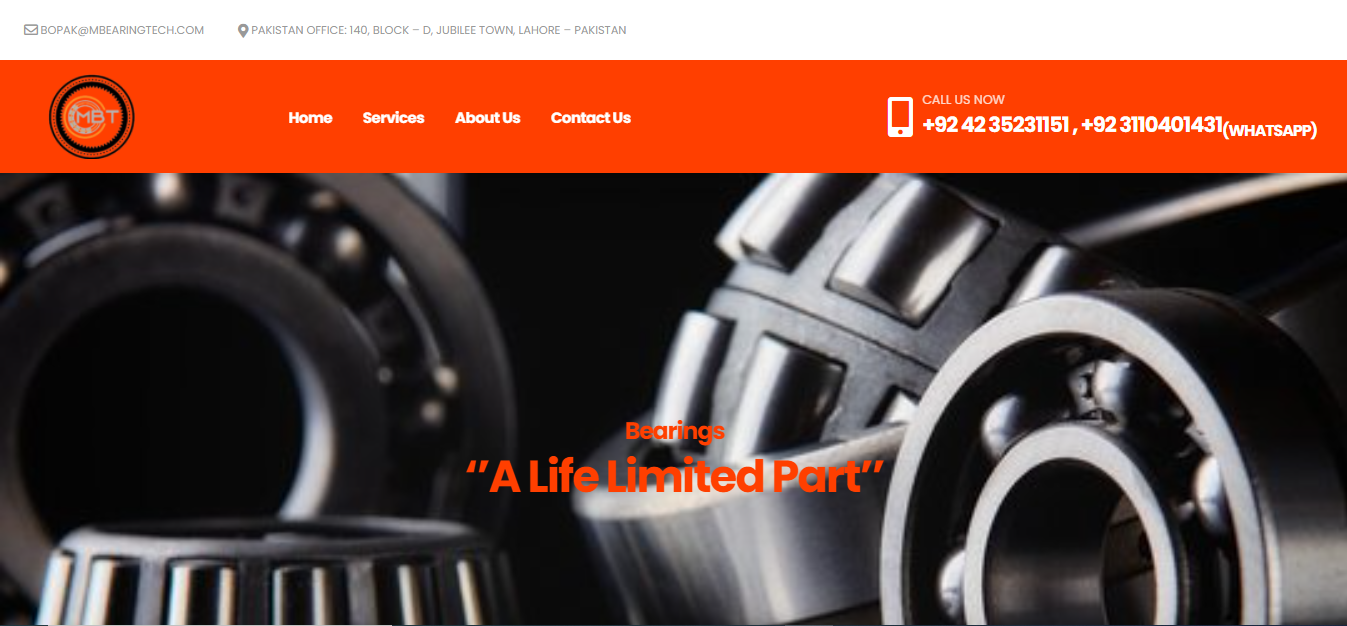 BOPAK@MBEARINGTECH.COM
PAKISTAN OFFICE: 140, BLOCK – D, JUBILEE TOWN, LAHORE – PAKISTAN
MBT
Home
Services
About Us
Contact Us
CALL US NOW
+92 42 35231151 , +92 3110401431(WHATSAPP)
Bearings
‘’A Life Limited Part’’